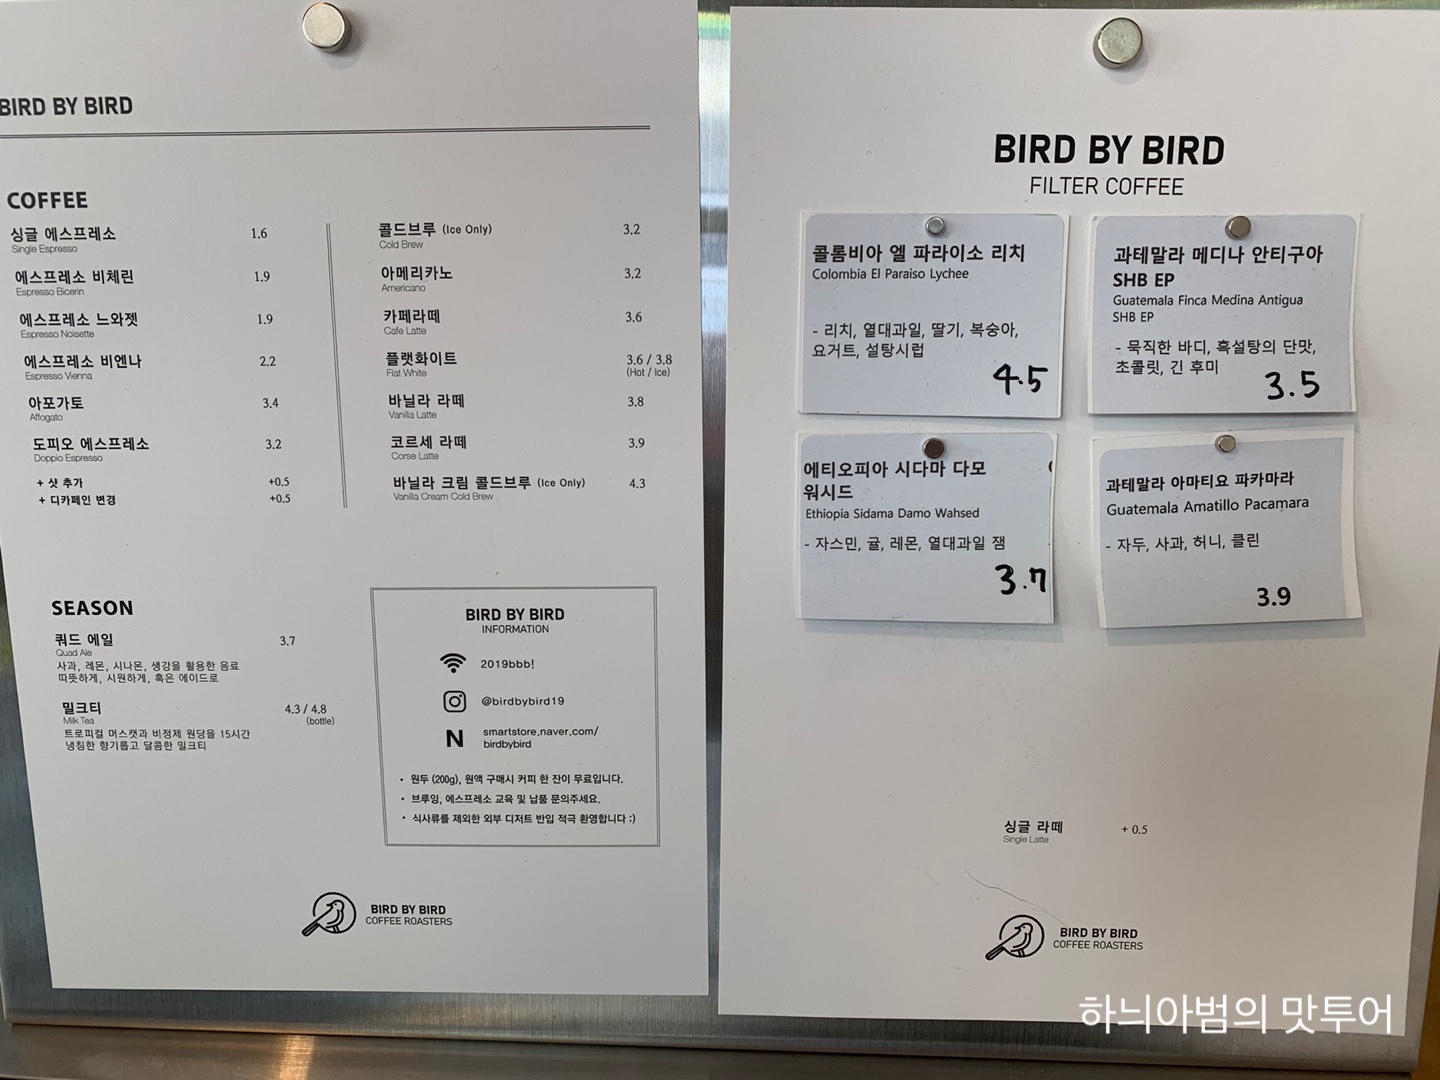 BIRD BY BIRD
COFFEE
싱글 에스프레소 1.6
Single Espresso
에스프레소 비체린 1.9
Espresso Bicerin
에스프레소 느와젯 1.9
Espresso Noisette
에스프레소 비엔나 2.2
Espresso Vienna
아포가토 3.4
Affogato
도피오 에스프레소 3.2
Doppio Espresso
+ 샷 추가 +0.5
+ 디카페인 변경 +0.5
콜드브루 (Ice Only) 3.2
Cold Brew
아메리카노 3.2
Americano
카페라떼 3.6
Cafe Latte
플랫화이트 3.6 / 3.8
Flat White (Hot / Ice)
바닐라 라떼 3.8
Vanilla Latte
코르세 라떼 3.9
Corse Latte
바닐라 크림 콜드브루 (Ice Only) 4.3
Vanilla Cream Cold Brew
SEASON
쿼드 에일 3.7
Quad Ale
사과, 레몬, 시나몬, 생강을 활용한 음료
따뜻하게, 시원하게, 혹은 에이드로
밀크티 4.3 / 4.8
Milk Tea (bottle)
트로피컬 머스캣과 비정제 원당을 15시간
냉침한 향기롭고 달콤한 밀크티
BIRD BY BIRD
INFORMATION
2019bbb!
@birdbybird19
N smartstore.naver.com/
birdbybird
• 원두 (200g), 원액 구매시 커피 한 잔이 무료입니다.
• 브루잉, 에스프레소 교육 및 납품 문의주세요.
• 식사류를 제외한 외부 디저트 반입 적극 환영합니다 :)
BIRD BY BIRD
COFFEE ROASTERS
BIRD BY BIRD
FILTER COFFEE
콜롬비아 엘 파라이소 리치
Colombia El Paraiso Lychee
- 리치, 열대과일, 딸기, 복숭아,
요거트, 설탕시럽
4.5
과테말라 메디나 안티구아
SHB EP
Guatemala Finca Medina Antigua
SHB EP
- 묵직한 바디, 흑설탕의 단맛,
초콜릿, 긴 후미
3.5
에티오피아 시다마 다모
워시드
Ethiopia Sidama Damo Wahsed
- 자스민, 귤, 레몬, 열대과일 잼
3.7
과테말라 아마티요 파카마라
Guatemala Amatillo Pacamara
- 자두, 사과, 허니, 클린
3.9
싱글 라떼 + 0.5
Single Latte
BIRD BY BIRD
COFFEE ROASTERS
하늬아범의 맛투어